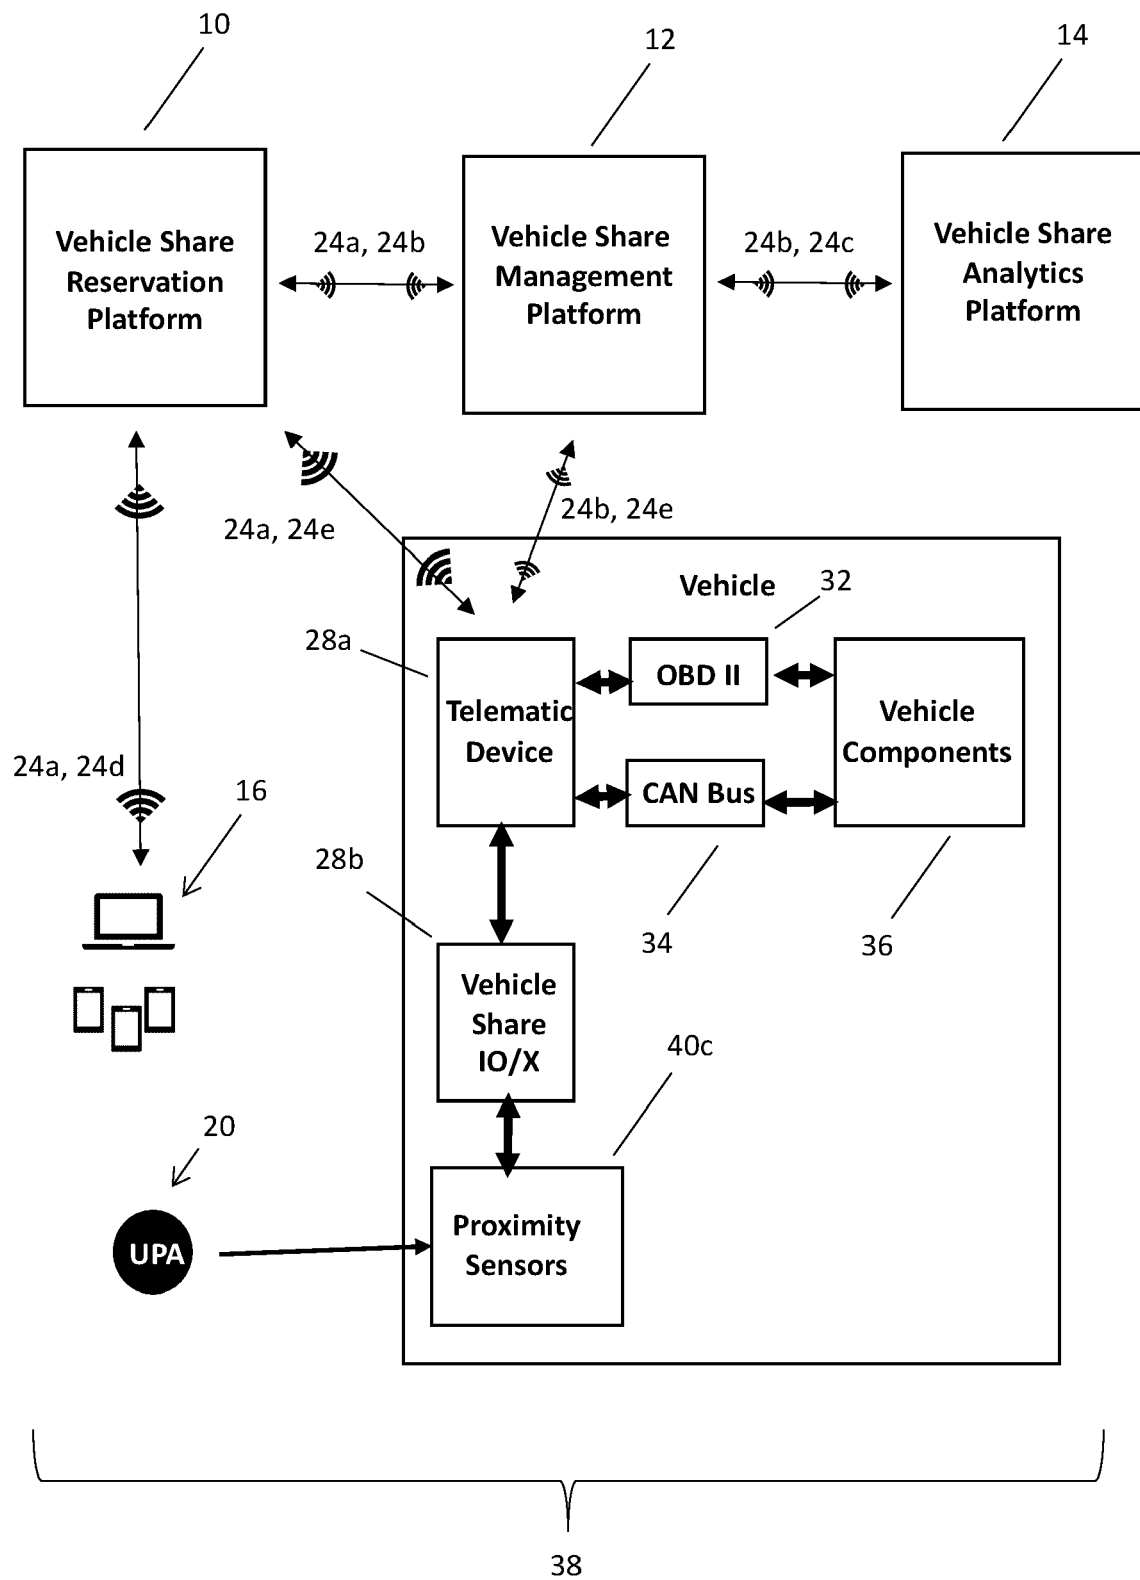 10
12
14
Vehicle Share
Reservation
Platform
24a, 24b
Vehicle Share
Management
Platform
24b, 24c
Vehicle Share
Analytics
Platform
24a, 24e
24b, 24e
Vehicle
32
28a
OBD II
Telematic
Device
Vehicle
Components
24a, 24d
16
CAN Bus
28b
34
36
Vehicle
Share
IO/X
40c
20
UPA
Proximity
Sensors
38